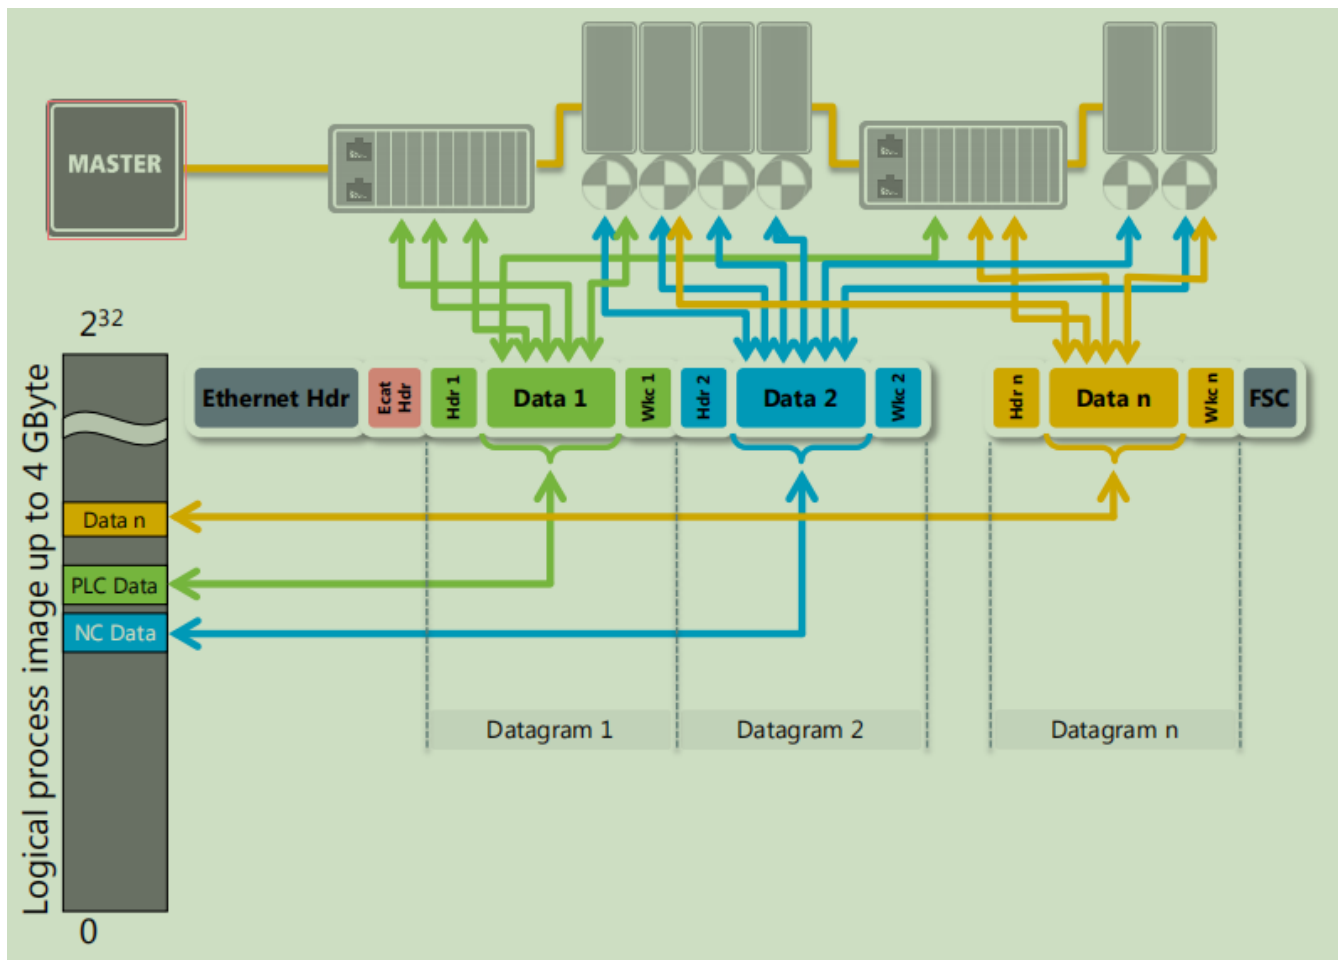 MASTER
2³²
Ethernet Hdr
Ecat
Hdr
Hdr 1
Data 1
Wkc 1
Hdr 2
Data 2
Wkc 2
Hdr n
Data n
Wkc n
FSC
Logical process image up to 4 GByte
Data n
PLC Data
NC Data
Datagram 1
Datagram 2
Datagram n
0